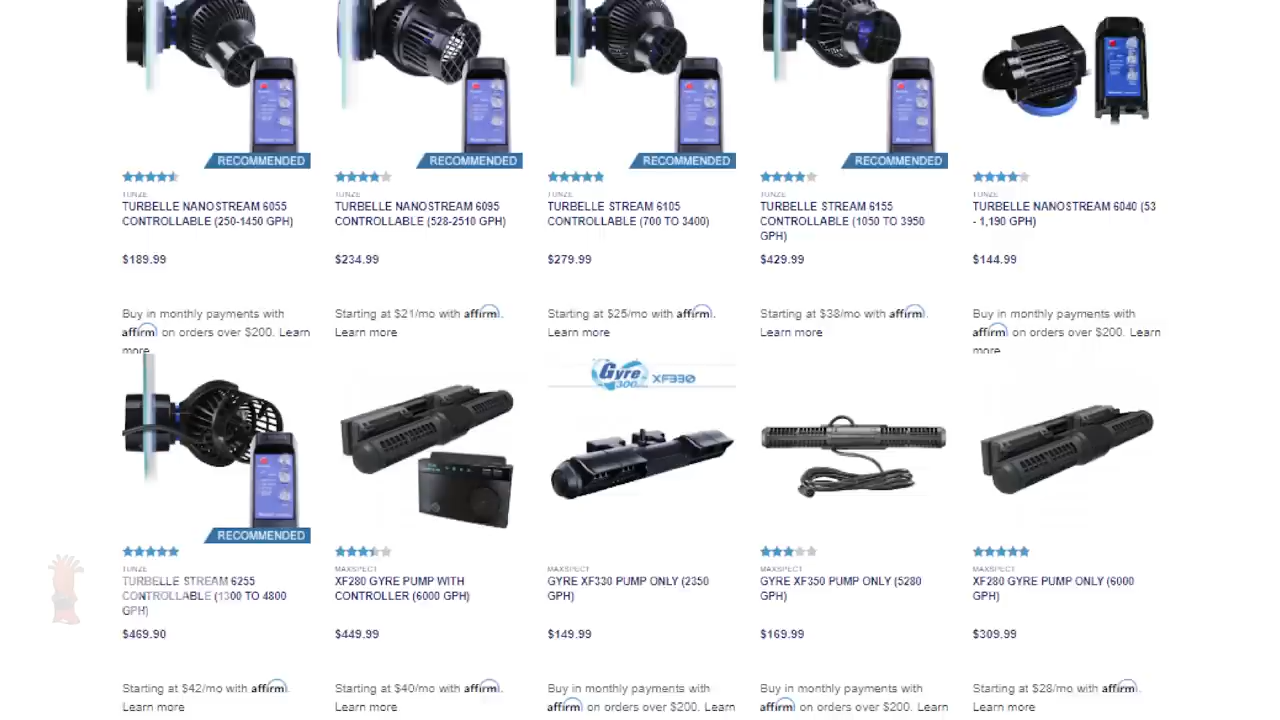 RECOMMENDED
RECOMMENDED
RECOMMENDED
RECOMMENDED
TUNZE
TURBELLE NANOSTREAM 6055
CONTROLLABLE (250-1450 GPH)
$189.99
Buy in monthly payments with
affirm on orders over $200. Learn
more
TUNZE
TURBELLE NANOSTREAM 6095
CONTROLLABLE (528-2510 GPH)
$234.99
Starting at $21/mo with affirm.
Learn more
TUNZE
TURBELLE STREAM 6105
CONTROLLABLE (700 TO 3400)
$279.99
Starting at $25/mo with affirm.
Learn more
TUNZE
TURBELLE STREAM 6155
CONTROLLABLE (1050 TO 3950
GPH)
$429.99
Starting at $38/mo with affirm.
Learn more
TUNZE
TURBELLE NANOSTREAM 6040 (53
- 1,190 GPH)
$144.99
Buy in monthly payments with
affirm on orders over $200. Learn
more
RECOMMENDED
TUNZE
TURBELLE STREAM 6255
CONTROLLABLE (1300 TO 4800
GPH)
$469.90
Starting at $42/mo with affirm.
Learn more
MAXSPECT
XF280 GYRE PUMP WITH
CONTROLLER (6000 GPH)
$449.99
Starting at $40/mo with affirm.
Learn more
Gyre
300
XF330
MAXSPECT
GYRE XF330 PUMP ONLY (2350
GPH)
$149.99
Buy in monthly payments with
affirm on orders over $200. Learn
MAXSPECT
GYRE XF350 PUMP ONLY (5280
GPH)
$169.99
Buy in monthly payments with
affirm on orders over $200. Learn
MAXSPECT
XF280 GYRE PUMP ONLY (6000
GPH)
$309.99
Starting at $28/mo with affirm.
Learn more